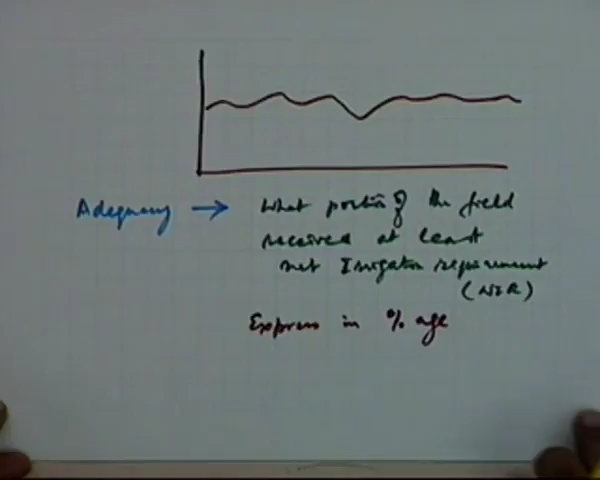 Adequacy → What portion of the field
received at least
net Irrigation requirement
(NIR)
Express in % age